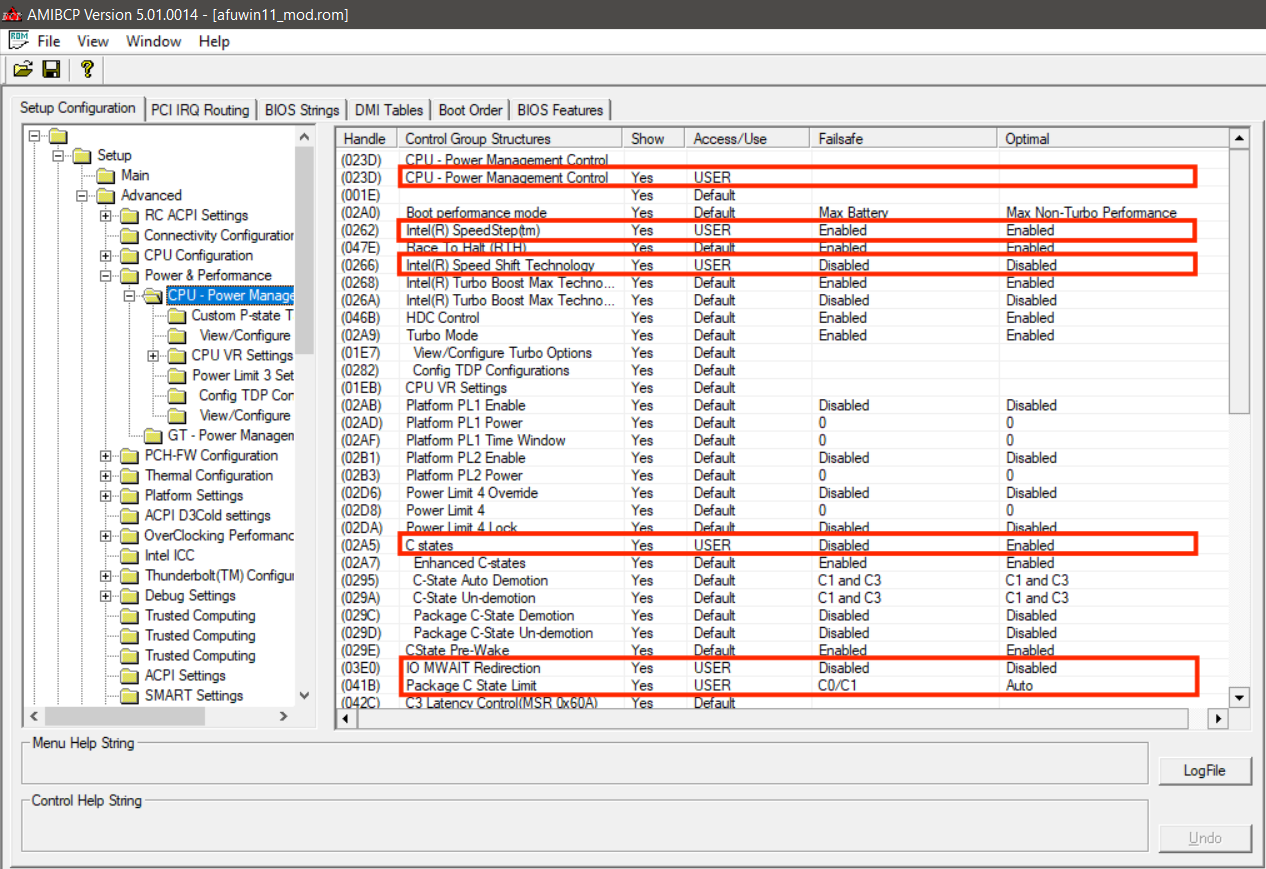 AMIBCP Version 5.01.0014 - [afuwin11_mod.rom]
File View Window Help
Setup Configuration PCI IRQ Routing BIOS Strings DMI Tables Boot Order BIOS Features
Setup
Main
Advanced
RC ACPI Settings
Connectivity Configuration
CPU Configuration
Power & Performance
CPU - Power Manage
Custom P-state T
View/Configure
CPU VR Settings
Power Limit 3 Set
Config TDP Cor
View/Configure
GT - Power Managem
PCH-FW Configuration
Thermal Configuration
Platform Settings
ACPI D3Cold settings
OverClocking Performanc
Intel ICC
Thunderbolt(TM) Configur
Debug Settings
Trusted Computing
Trusted Computing
Trusted Computing
ACPI Settings
SMART Settings
Handle Control Group Structures Show Access/Use Failsafe Optimal
(023D) CPU - Power Management Control
(023D) CPU - Power Management Control Yes USER
(001E) Yes Default
(02A0) Boot performance mode Yes Default Max Battery Max Non-Turbo Performance
(0262) Intel(R) SpeedStep(tm) Yes USER Enabled Enabled
(047E) Race To Halt (RTH) Yes Default Enabled Enabled
(0266) Intel(R) Speed Shift Technology Yes USER Disabled Disabled
(0268) Intel(R) Turbo Boost Max Techno... Yes Default Enabled Enabled
(026A) Intel(R) Turbo Boost Max Techno... Yes Default Disabled Disabled
(046B) HDC Control Yes Default Enabled Enabled
(02A9) Turbo Mode Yes Default Enabled Enabled
(01E7) View/Configure Turbo Options Yes Default
(0282) Config TDP Configurations Yes Default
(01EB) CPU VR Settings Yes Default
(02AB) Platform PL1 Enable Yes Default Disabled Disabled
(02AD) Platform PL1 Power Yes Default 0 0
(02AF) Platform PL1 Time Window Yes Default 0 0
(02B1) Platform PL2 Enable Yes Default Disabled Disabled
(02B3) Platform PL2 Power Yes Default 0 0
(02D6) Power Limit 4 Override Yes Default Disabled Disabled
(02D8) Power Limit 4 Yes Default 0 0
(02DA) Power Limit 4 Lock Yes Default Disabled Disabled
(02A5) C states Yes USER Disabled Enabled
(02A7) Enhanced C-states Yes Default Enabled Enabled
(0295) C-State Auto Demotion Yes Default C1 and C3 C1 and C3
(029A) C-State Un-demotion Yes Default C1 and C3 C1 and C3
(029C) Package C-State Demotion Yes Default Disabled Disabled
(029D) Package C-State Un-demotion Yes Default Disabled Disabled
(029E) CState Pre-Wake Yes Default Enabled Enabled
(03E0) IO MWAIT Redirection Yes USER Disabled Disabled
(041B) Package C State Limit Yes USER C0/C1 Auto
(042C) C3 Latency Control(MSR 0x60A) Yes Default
Menu Help String
LogFile
Control Help String
Undo